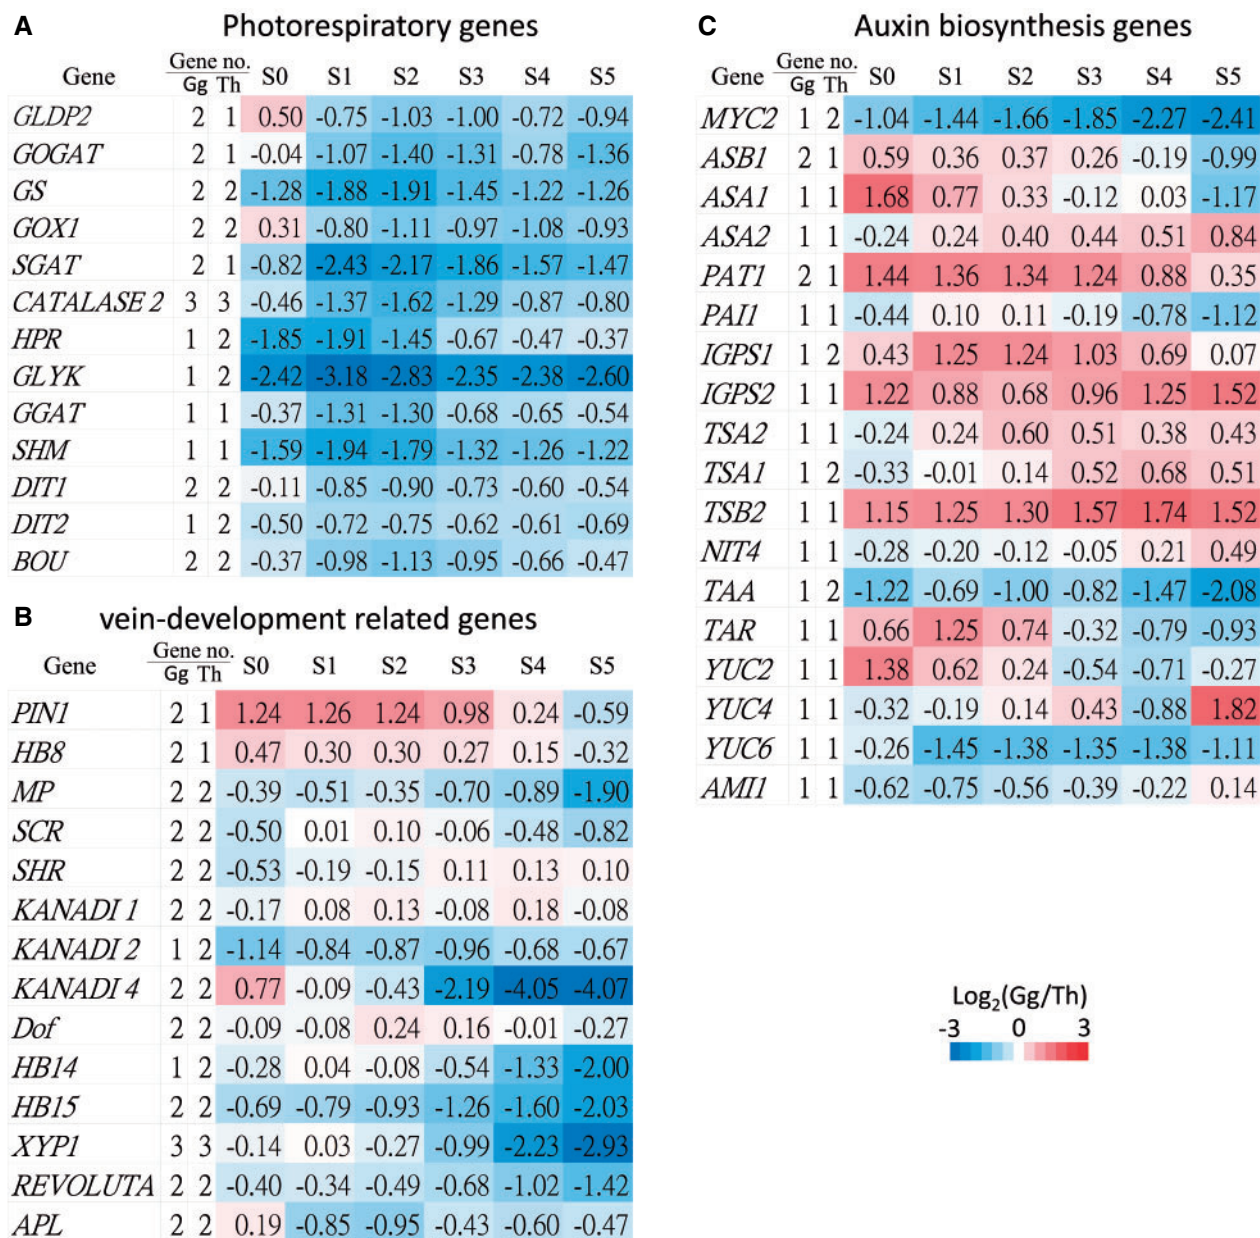 A Photorespiratory genes
Gene Gene no. S0 S1 S2 S3 S4 S5
Gg Th
GLDP2 2 1 0.50 -0.75 -1.03 -1.00 -0.72 -0.94
GOGAT 2 1 -0.04 -1.07 -1.40 -1.31 -0.78 -1.36
GS 2 2 -1.28 -1.88 -1.91 -1.45 -1.22 -1.26
GOX1 2 2 0.31 -0.80 -1.11 -0.97 -1.08 -0.93
SGAT 2 1 -0.82 -2.43 -2.17 -1.86 -1.57 -1.47
CATALASE 2 3 3 -0.46 -1.37 -1.62 -1.29 -0.87 -0.80
HPR 1 2 -1.85 -1.91 -1.45 -0.67 -0.47 -0.37
GLYK 1 2 -2.42 -3.18 -2.83 -2.35 -2.38 -2.60
GGAT 1 1 -0.37 -1.31 -1.30 -0.68 -0.65 -0.54
SHM 1 1 -1.59 -1.94 -1.79 -1.32 -1.26 -1.22
DIT1 2 2 -0.11 -0.85 -0.90 -0.73 -0.60 -0.54
DIT2 1 2 -0.50 -0.72 -0.75 -0.62 -0.61 -0.69
BOU 2 2 -0.37 -0.98 -1.13 -0.95 -0.66 -0.47
B vein-development related genes
Gene Gene no. S0 S1 S2 S3 S4 S5
Gg Th
PIN1 2 1 1.24 1.26 1.24 0.98 0.24 -0.59
HB8 2 1 0.47 0.30 0.30 0.27 0.15 -0.32
MP 2 2 -0.39 -0.51 -0.35 -0.70 -0.89 -1.90
SCR 2 2 -0.50 0.01 0.10 -0.06 -0.48 -0.82
SHR 2 2 -0.53 -0.19 -0.15 0.11 0.13 0.10
KANADI 1 2 2 -0.17 0.08 0.13 -0.08 0.18 -0.08
KANADI 2 1 2 -1.14 -0.84 -0.87 -0.96 -0.68 -0.67
KANADI 4 2 2 0.77 -0.09 -0.43 -2.19 -4.05 -4.07
Dof 2 2 -0.09 -0.08 0.24 0.16 -0.01 -0.27
HB14 1 2 -0.28 0.04 -0.08 -0.54 -1.33 -2.00
HB15 2 2 -0.69 -0.79 -0.93 -1.26 -1.60 -2.03
XYP1 3 3 -0.14 0.03 -0.27 -0.99 -2.23 -2.93
REVOLUTA 2 2 -0.40 -0.34 -0.49 -0.68 -1.02 -1.42
APL 2 2 0.19 -0.85 -0.95 -0.43 -0.60 -0.47
C Auxin biosynthesis genes
Gene Gene no. S0 S1 S2 S3 S4 S5
Gg Th
MYC2 1 2 -1.04 -1.44 -1.66 -1.85 -2.27 -2.41
ASB1 2 1 0.59 0.36 0.37 0.26 -0.19 -0.99
ASA1 1 1 1.68 0.77 0.33 -0.12 0.03 -1.17
ASA2 1 1 -0.24 0.24 0.40 0.44 0.51 0.84
PAT1 2 1 1.44 1.36 1.34 1.24 0.88 0.35
PAI1 1 1 -0.44 0.10 0.11 -0.19 -0.78 -1.12
IGPS1 1 2 0.43 1.25 1.24 1.03 0.69 0.07
IGPS2 1 1 1.22 0.88 0.68 0.96 1.25 1.52
TSA2 1 1 -0.24 0.24 0.60 0.51 0.38 0.43
TSA1 1 2 -0.33 -0.01 0.14 0.52 0.68 0.51
TSB2 1 1 1.15 1.25 1.30 1.57 1.74 1.52
NIT4 1 1 -0.28 -0.20 -0.12 -0.05 0.21 0.49
TAA 1 2 -1.22 -0.69 -1.00 -0.82 -1.47 -2.08
TAR 1 1 0.66 1.25 0.74 -0.32 -0.79 -0.93
YUC2 1 1 1.38 0.62 0.24 -0.54 -0.71 -0.27
YUC4 1 1 -0.32 -0.19 0.14 0.43 -0.88 1.82
YUC6 1 1 -0.26 -1.45 -1.38 -1.35 -1.38 -1.11
AMI1 1 1 -0.62 -0.75 -0.56 -0.39 -0.22 0.14
Log2(Gg/Th)
-3 0 3